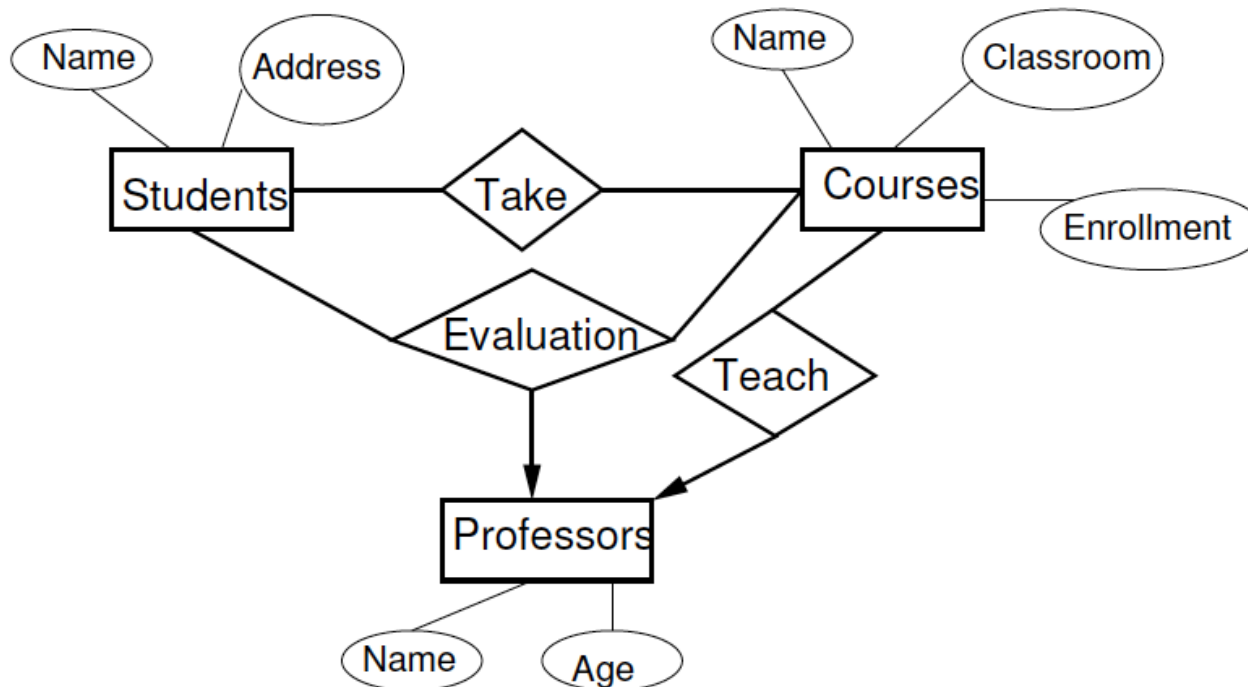 Name
Address
Name
Classroom
Students
Take
Courses
Enrollment
Evaluation
Teach
Professors
Name
Age